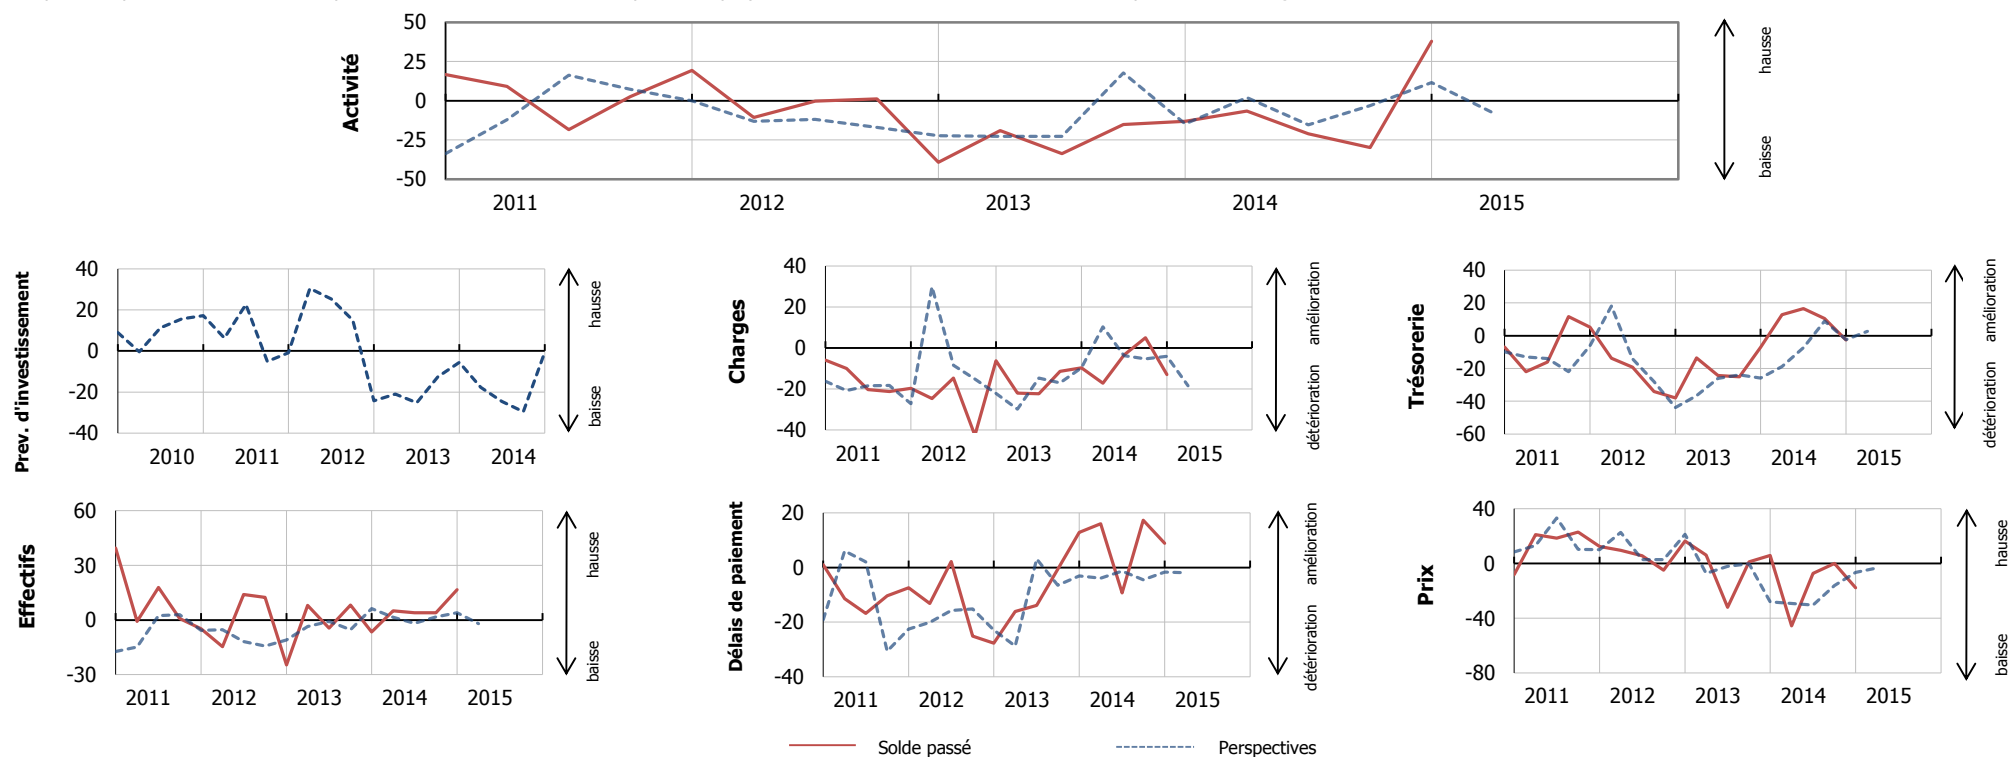 50
25
0
-25
-50
Activité
hausse
baisse
2011 2012 2013 2014 2015
Prev. d'investissement
40
20
0
-20
-40
2010 2011 2012 2013 2014
hausse
baisse
Charges
40
20
0
-20
-40
2011 2012 2013 2014 2015
amélioration
détérioration
Trésorerie
40
20
0
-20
-40
-60
2011 2012 2013 2014 2015
amélioration
détérioration
Effectifs
60
30
0
-30
2011 2012 2013 2014 2015
hausse
baisse
Délais de paiement
20
0
-20
-40
2011 2012 2013 2014 2015
amélioration
détérioration
Prix
40
0
-40
-80
2011 2012 2013 2014 2015
hausse
baisse
Solde passé Perspectives